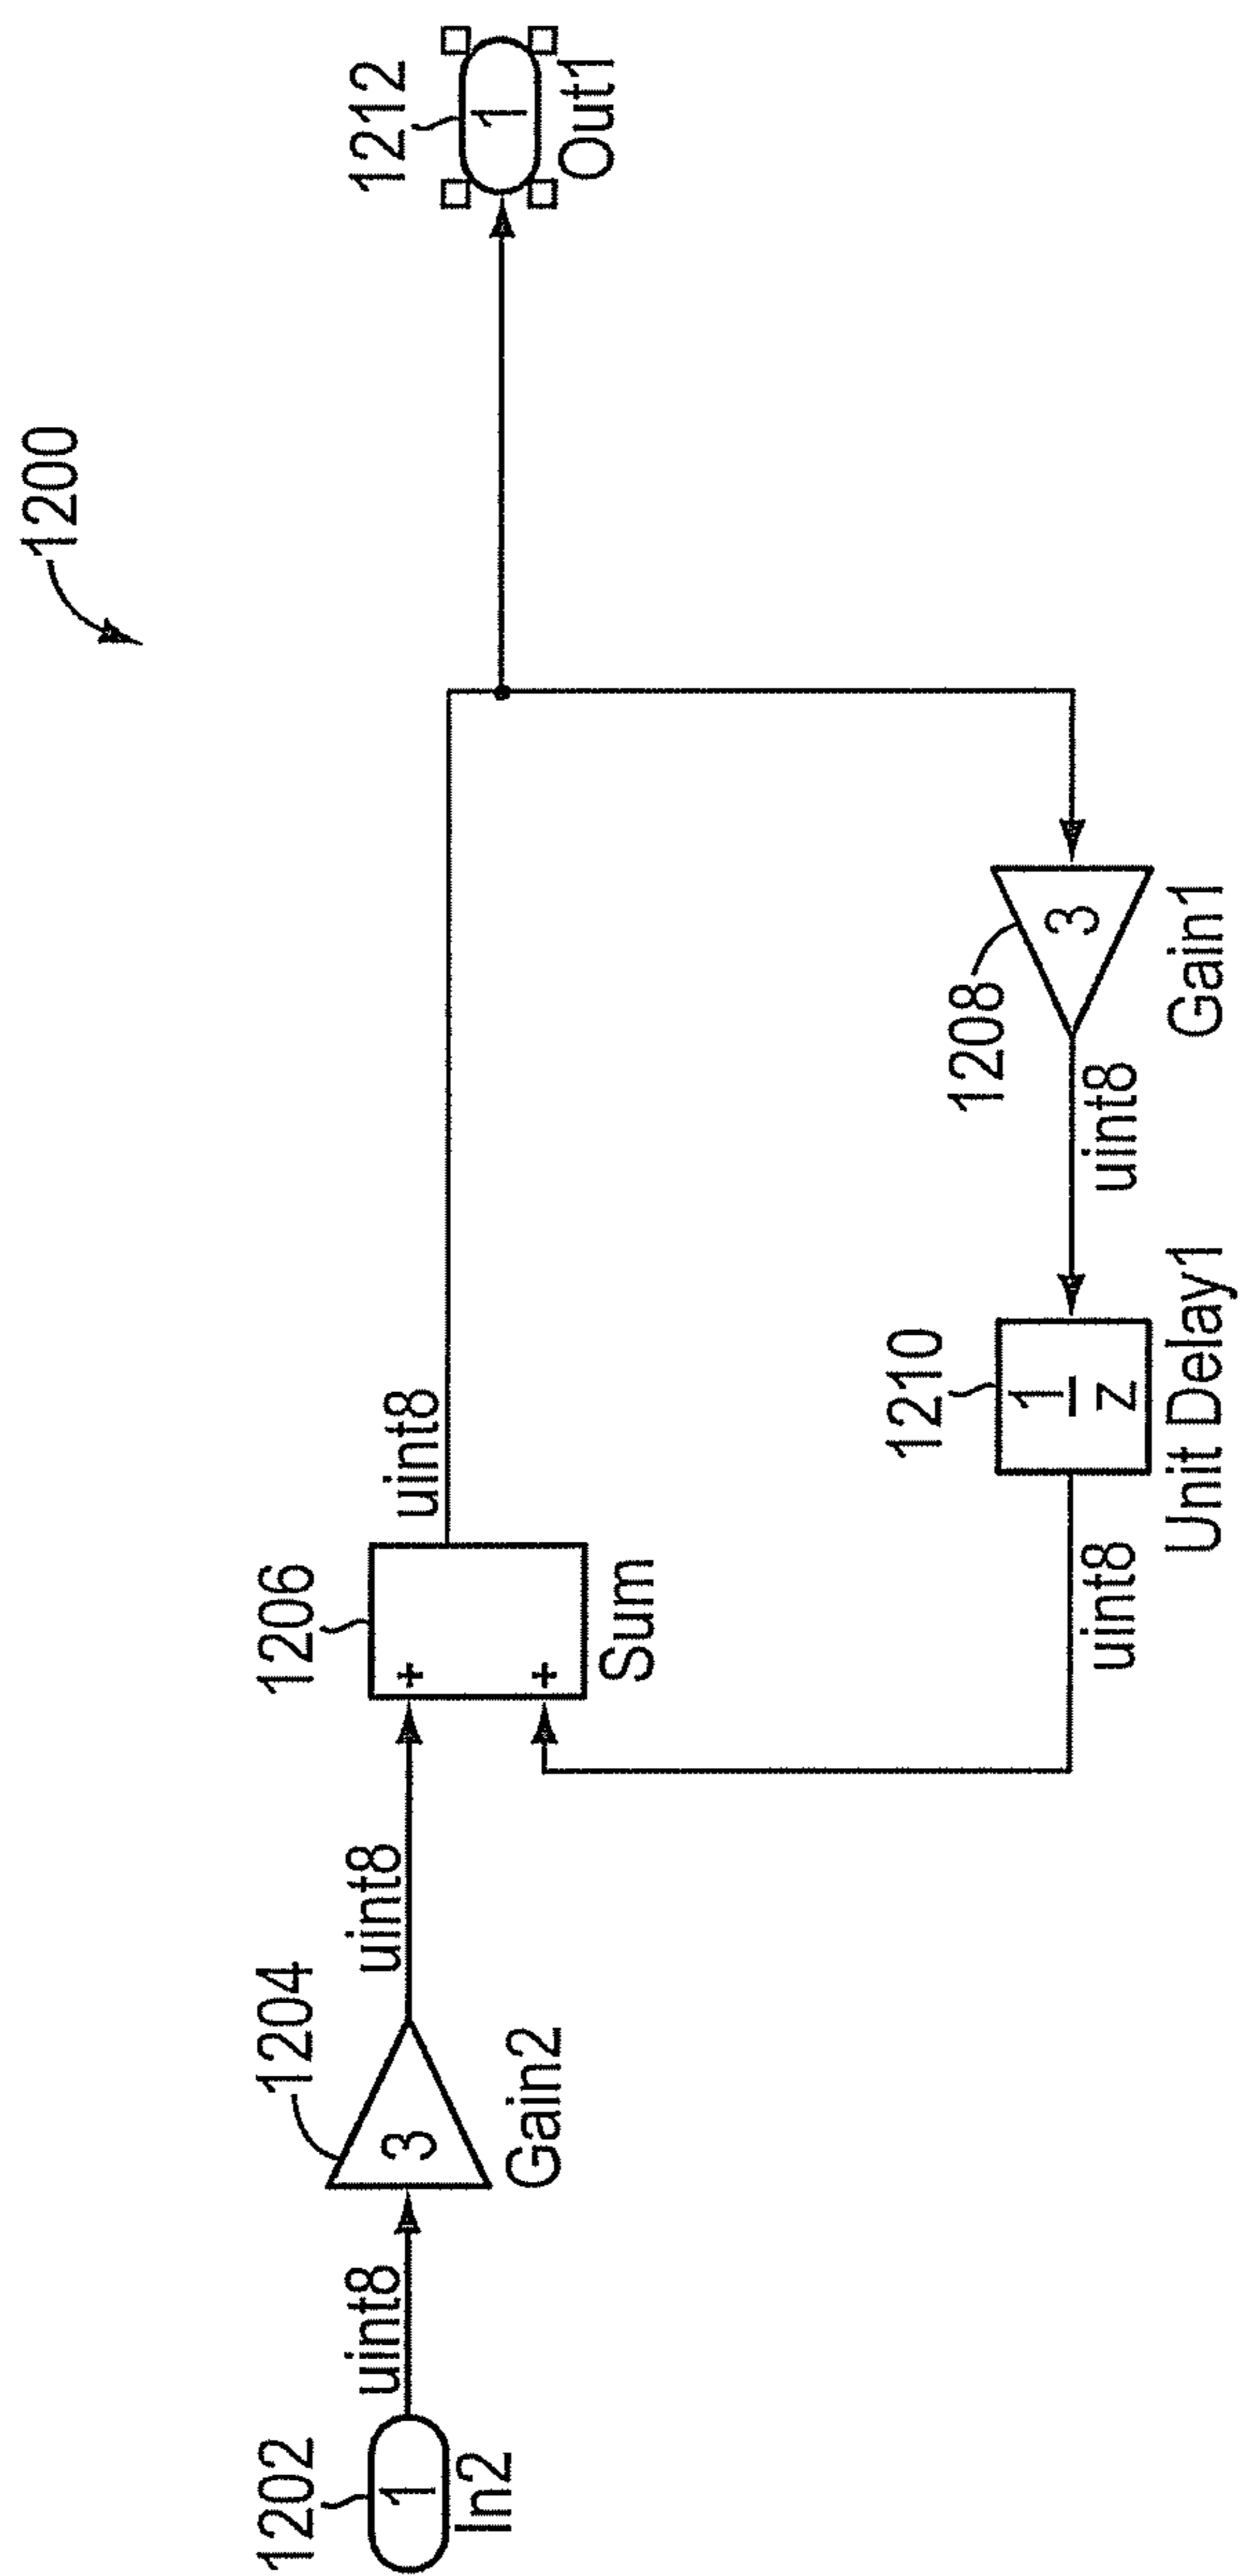 1200
1202
1
In2
uint8
1204
3
Gain2
uint8
1206
+
+
Sum
uint8
1212
1
Out1
1208
3
Gain1
uint8
1210
1
z
Unit Delay1
uint8